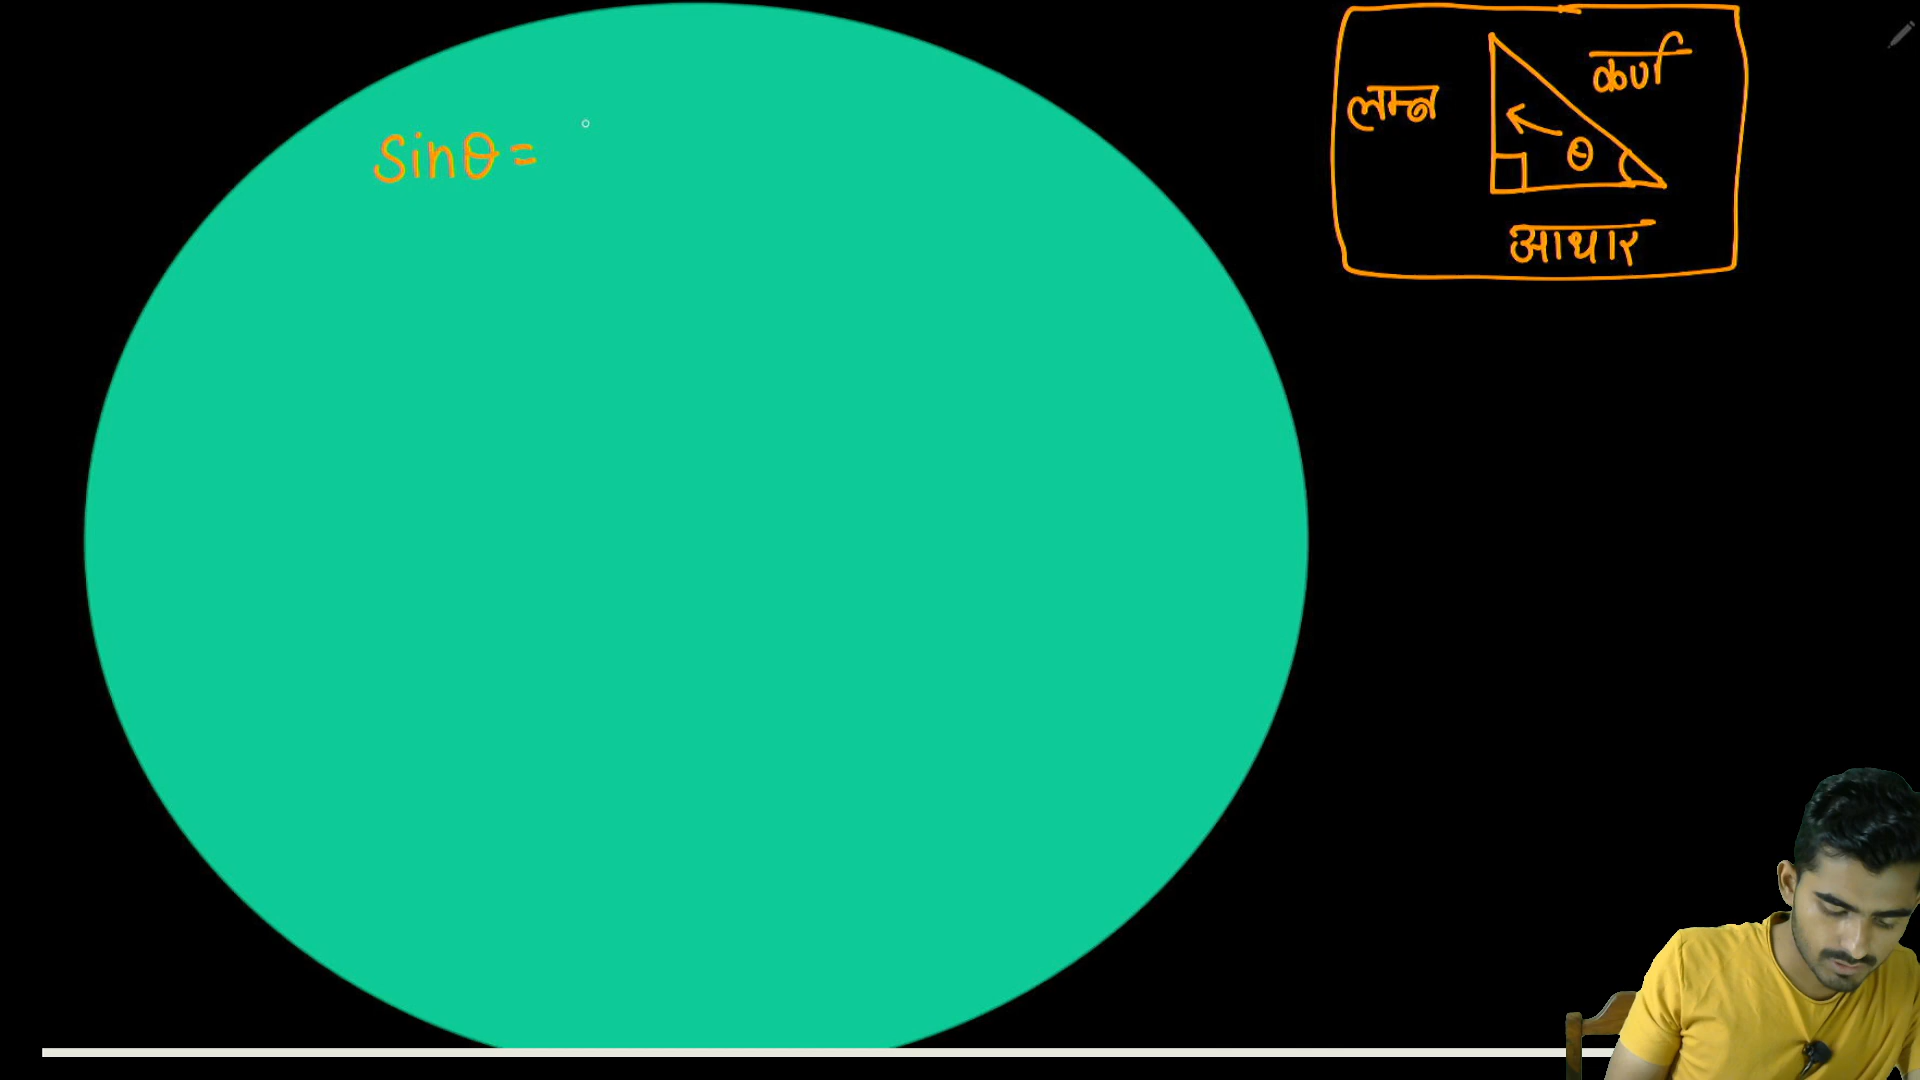 Sinθ =
लम्ब
कर्ण
θ
आधार